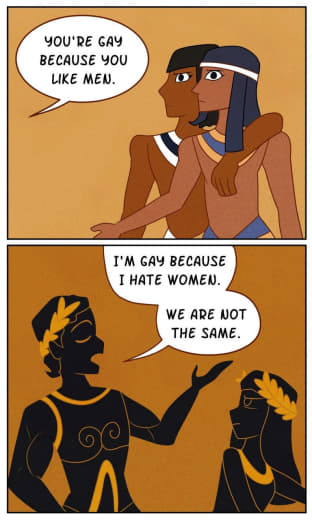 YOU'RE GAY
BECAUSE YOU
LIKE MEN.
I'M GAY BECAUSE
I HATE WOMEN.
WE ARE NOT
THE SAME.